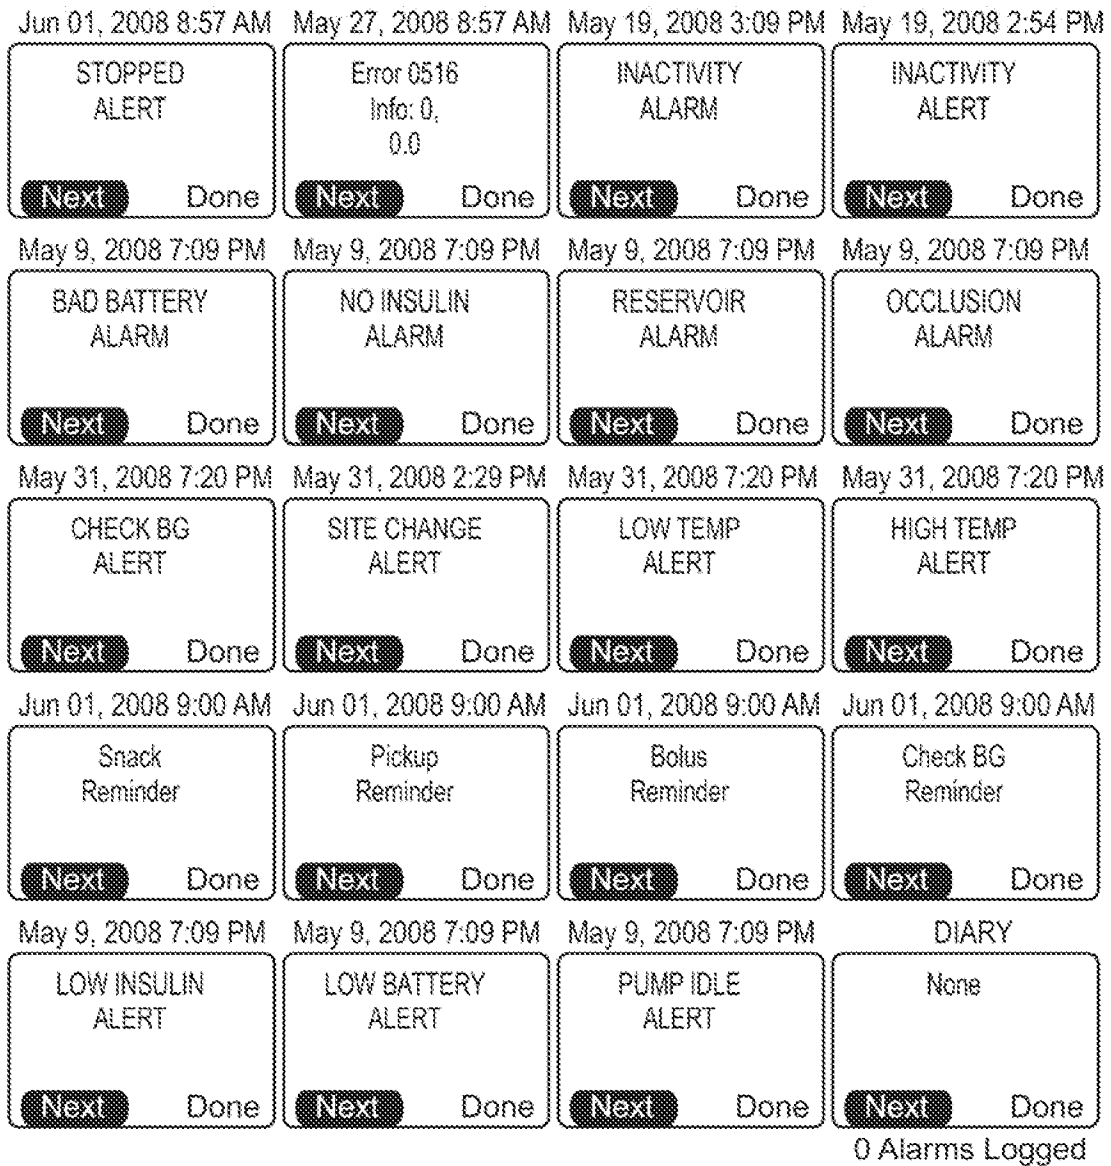 Jun 01, 2008 8:57 AM
STOPPED
ALERT
Next Done
May 27, 2008 8:57 AM
Error 0516
Info: 0,
0.0
Next Done
May 19, 2008 3:09 PM
INACTIVITY
ALARM
Next Done
May 19, 2008 2:54 PM
INACTIVITY
ALERT
Next Done
May 9, 2008 7:09 PM
BAD BATTERY
ALARM
Next Done
May 9, 2008 7:09 PM
NO INSULIN
ALARM
Next Done
May 9, 2008 7:09 PM
RESERVOIR
ALARM
Next Done
May 9, 2008 7:09 PM
OCCLUSION
ALARM
Next Done
May 31, 2008 7:20 PM
CHECK BG
ALERT
Next Done
May 31, 2008 2:29 PM
SITE CHANGE
ALERT
Next Done
May 31, 2008 7:20 PM
LOW TEMP
ALERT
Next Done
May 31, 2008 7:20 PM
HIGH TEMP
ALERT
Next Done
Jun 01, 2008 9:00 AM
Snack
Reminder
Next Done
Jun 01, 2008 9:00 AM
Pickup
Reminder
Next Done
Jun 01, 2008 9:00 AM
Bolus
Reminder
Next Done
Jun 01, 2008 9:00 AM
Check BG
Reminder
Next Done
May 9, 2008 7:09 PM
LOW INSULIN
ALERT
Next Done
May 9, 2008 7:09 PM
LOW BATTERY
ALERT
Next Done
May 9, 2008 7:09 PM
PUMP IDLE
ALERT
Next Done
DIARY
None
Next Done
0 Alarms Logged